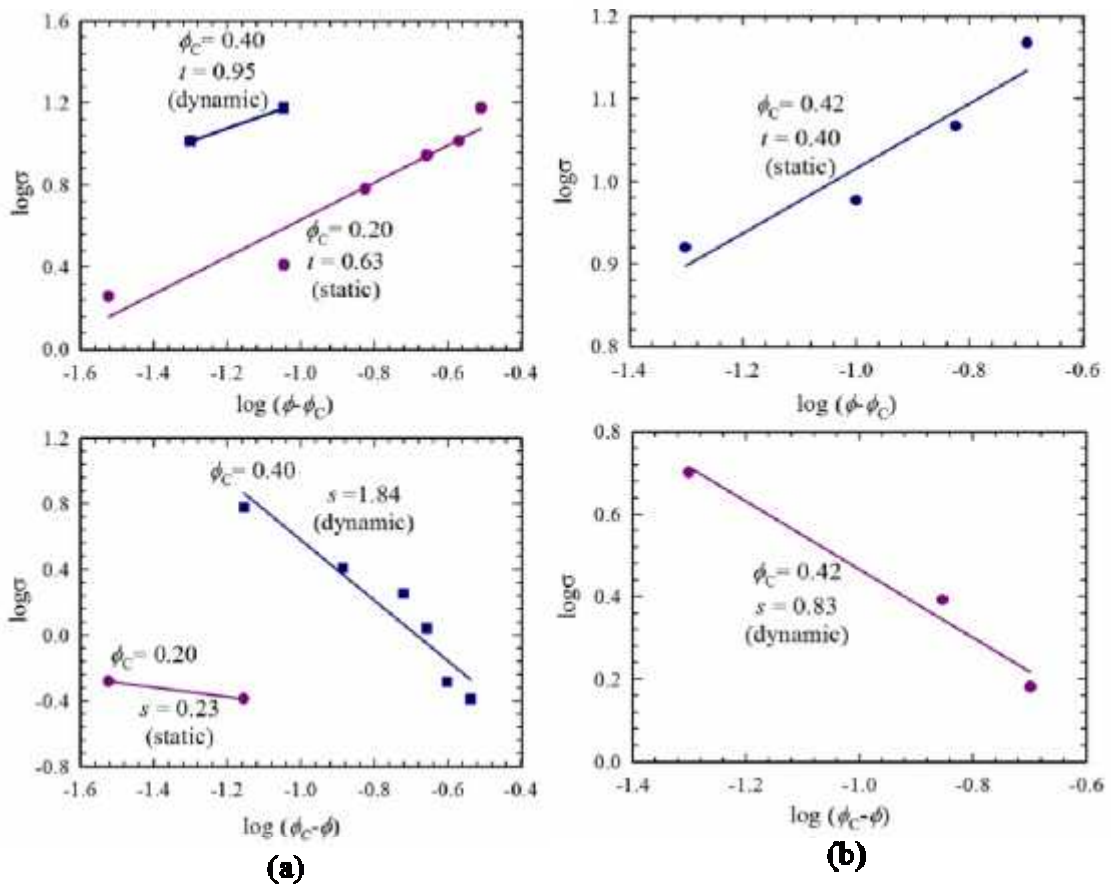 1.6
1.2
0.8
0.4
0.0
logσ
ϕC = 0.40
t = 0.95
(dynamic)
ϕC = 0.20
t = 0.63
(static)
-1.6 -1.4 -1.2 -1.0 -0.8 -0.6 -0.4
log (ϕ-ϕC)
1.2
1.1
1.0
0.9
0.8
logσ
ϕC = 0.42
t = 0.40
(static)
-1.4 -1.2 -1.0 -0.8 -0.6
log (ϕ-ϕC)
1.2
0.8
0.4
0.0
-0.4
-0.8
logσ
ϕC = 0.40
s =1.84
(dynamic)
ϕC = 0.20
s = 0.23
(static)
-1.6 -1.4 -1.2 -1.0 -0.8 -0.6 -0.4
log (ϕC-ϕ)
(a)
0.8
0.6
0.4
0.2
0.0
logσ
ϕC = 0.42
s = 0.83
(dynamic)
-1.4 -1.2 -1.0 -0.8 -0.6
log (ϕC-ϕ)
(b)